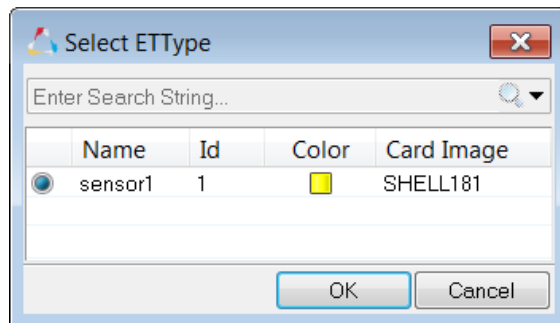 Select ETType
Enter Search String...
Name Id Color Card Image
sensor1 1 SHELL181
OK Cancel